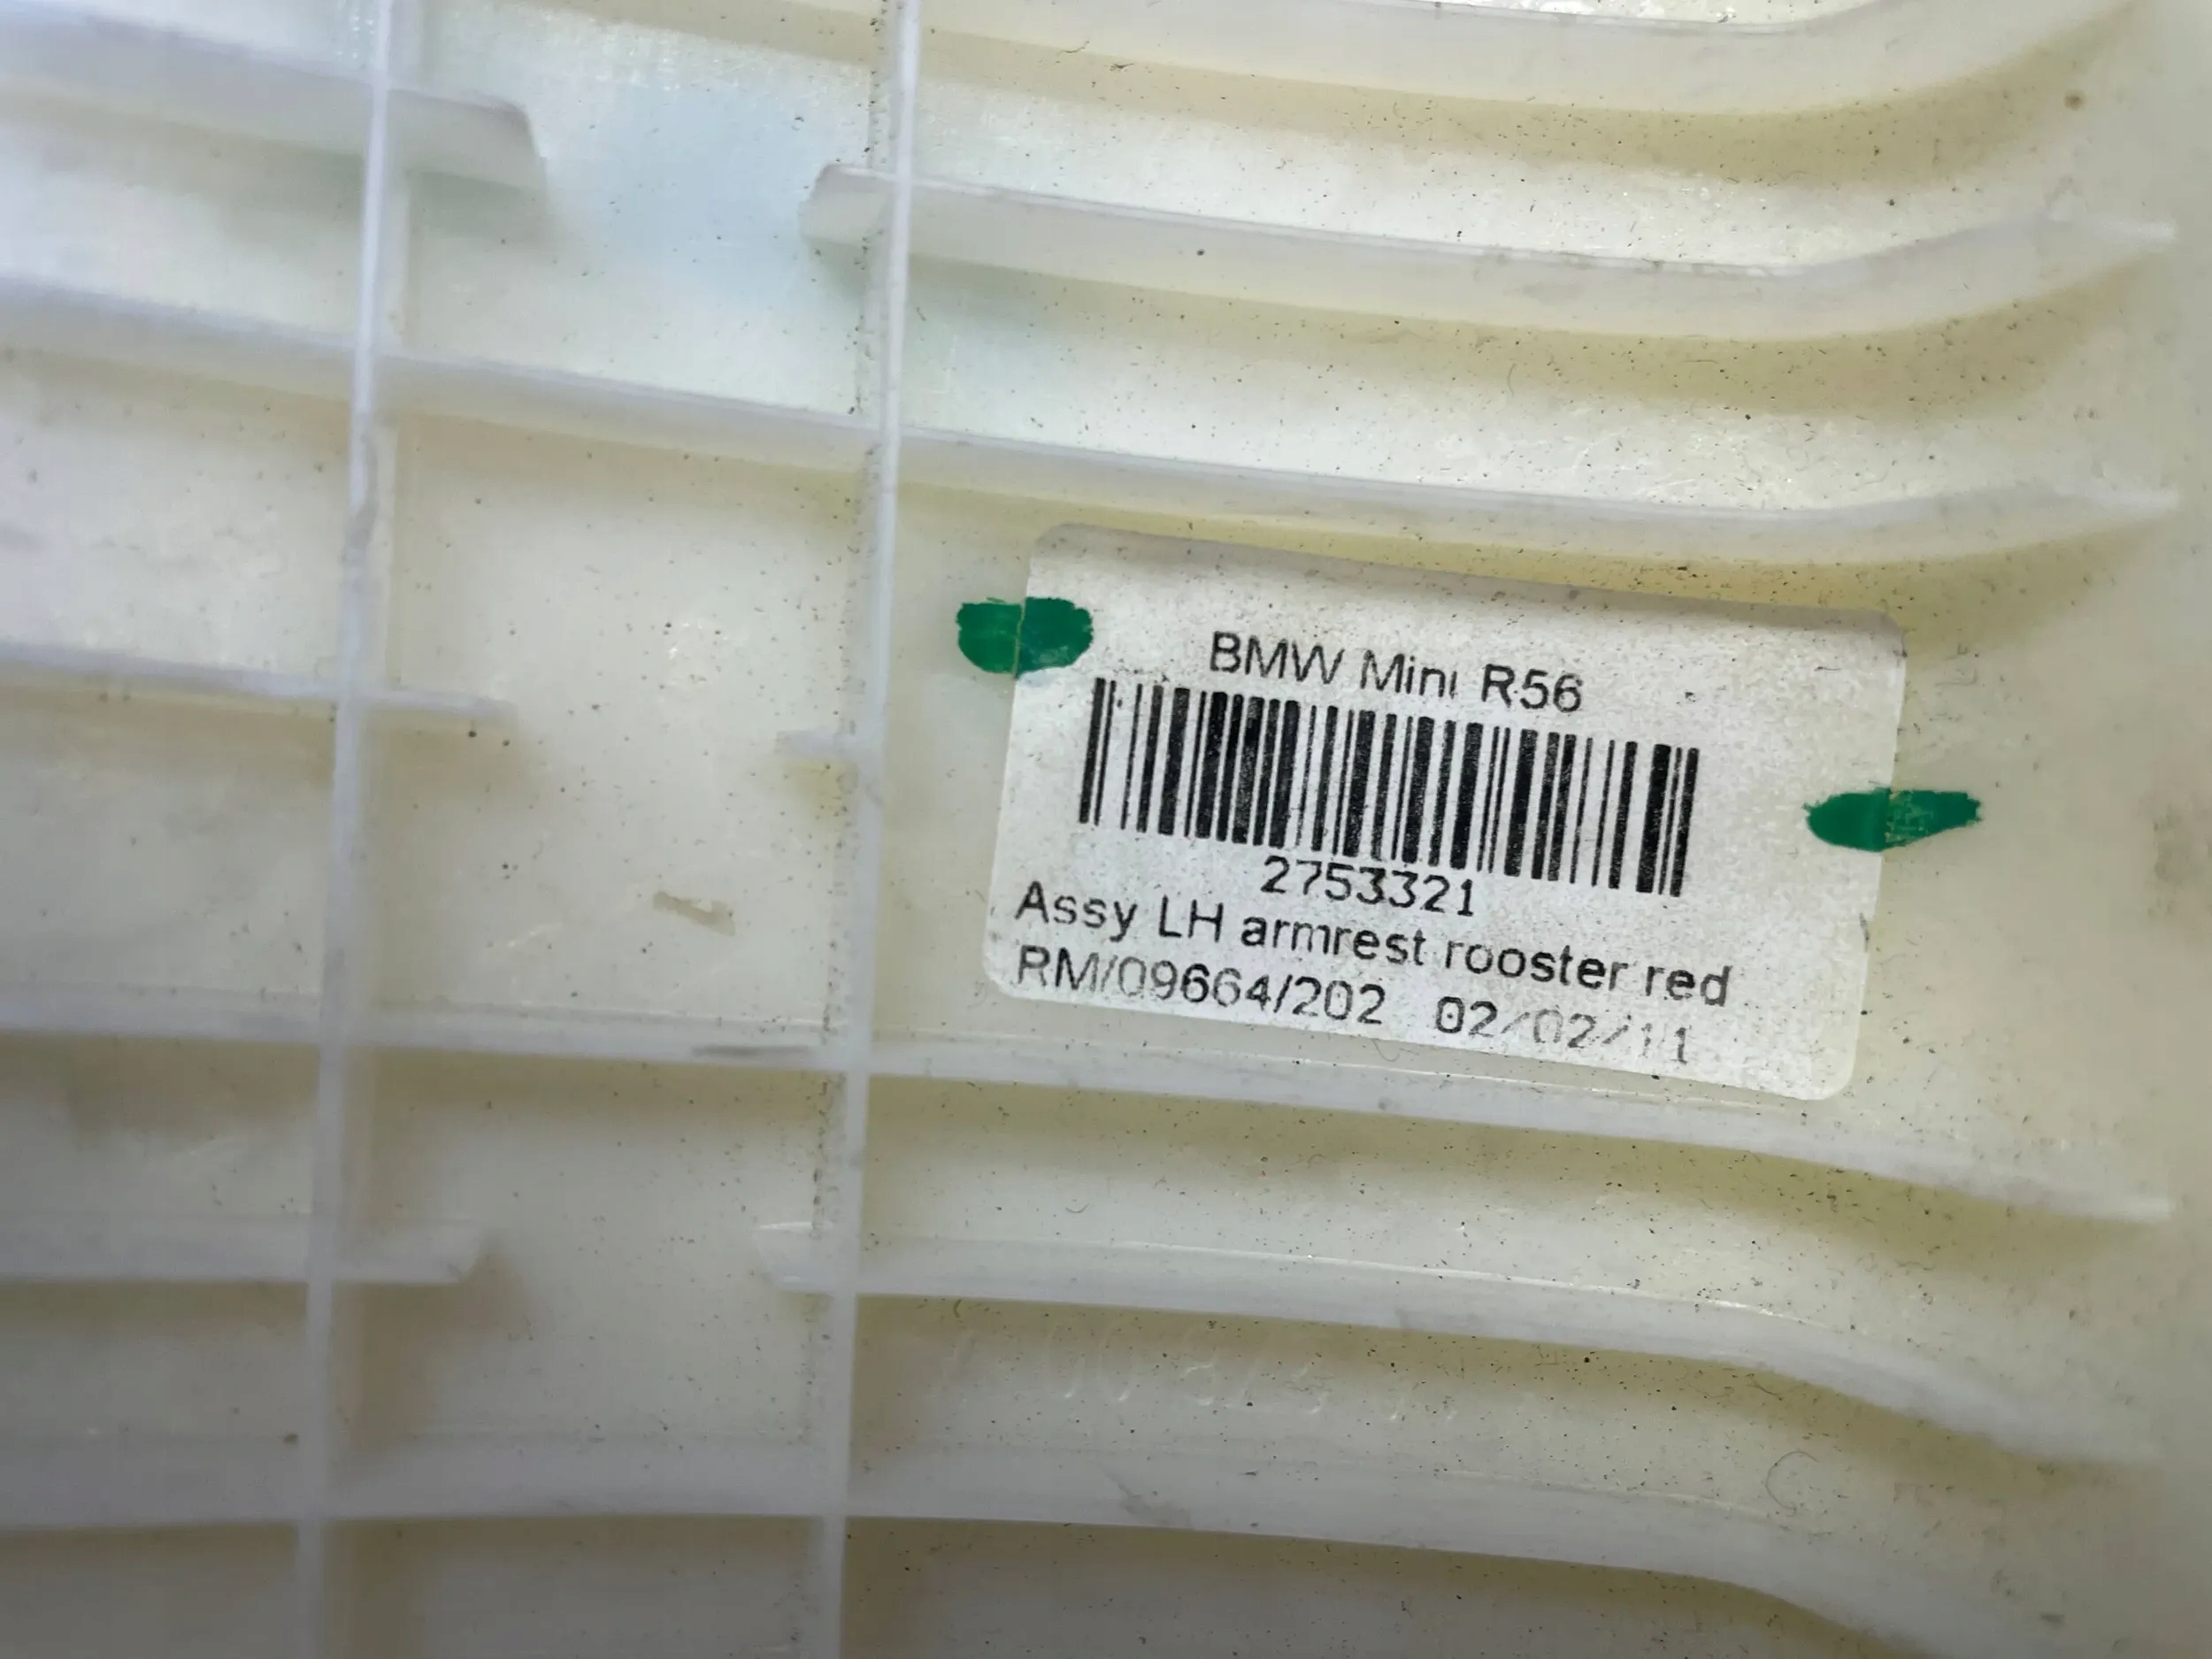 BMW Mini R56
2753321
Assy LH armrest rooster red
RM/09664/202 02/02/11